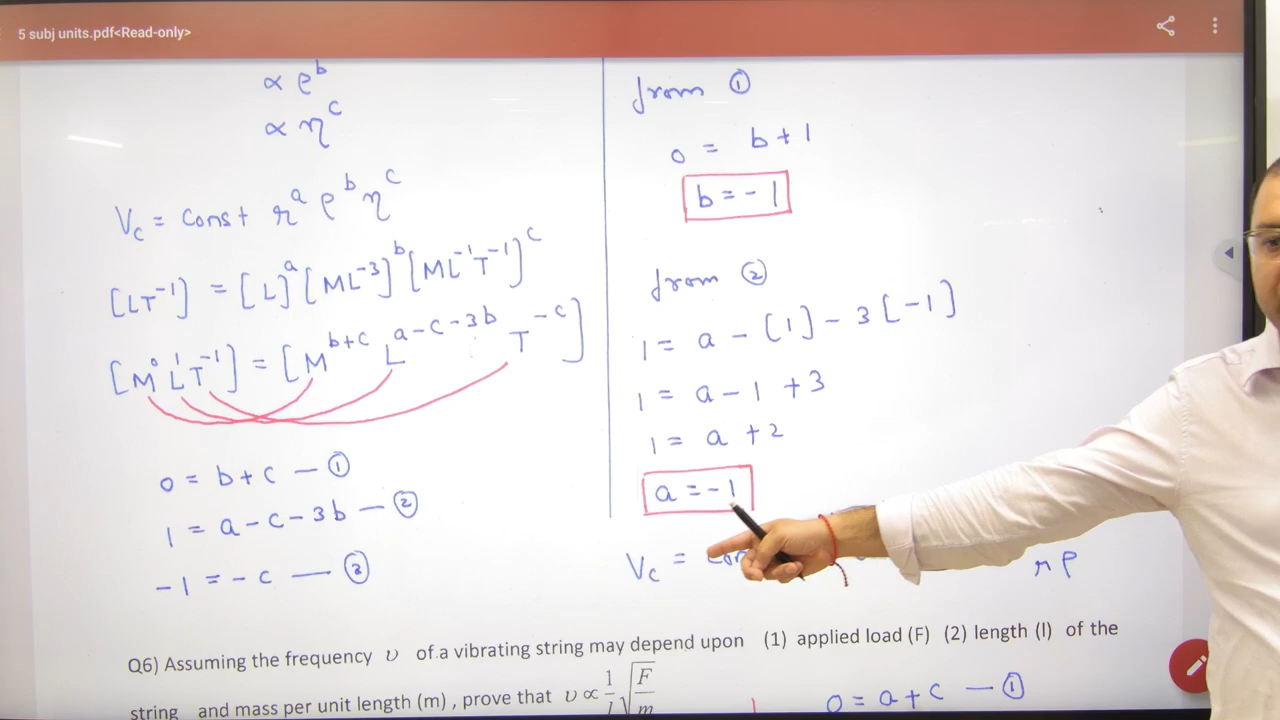 5 subj units.pdf<Read-only>
∝ ρ^b
∝ η^c
V_c = Const r^a ρ^b η^c
[LT^-1] = [L]^a [ML^-3]^b [ML^-1 T^-1]^c
[M^0 L^1 T^-1] = [M^b+c L^a-c-3b T^-c]
0 = b+c — ①
1 = a-c-3b — ②
-1 = -c — ③
from ①
0 = b+1
b = -1
from ②
1 = a - (1) - 3[-1]
1 = a - 1 + 3
1 = a + 2
a = -1
V_c = rρ
Q6) Assuming the frequency υ of.a vibrating string may depend upon (1) applied load (F) (2) length (l) of the
string and mass per unit length (m) , prove that υ ∝ 1/l √F/m
0 = a+c — ①